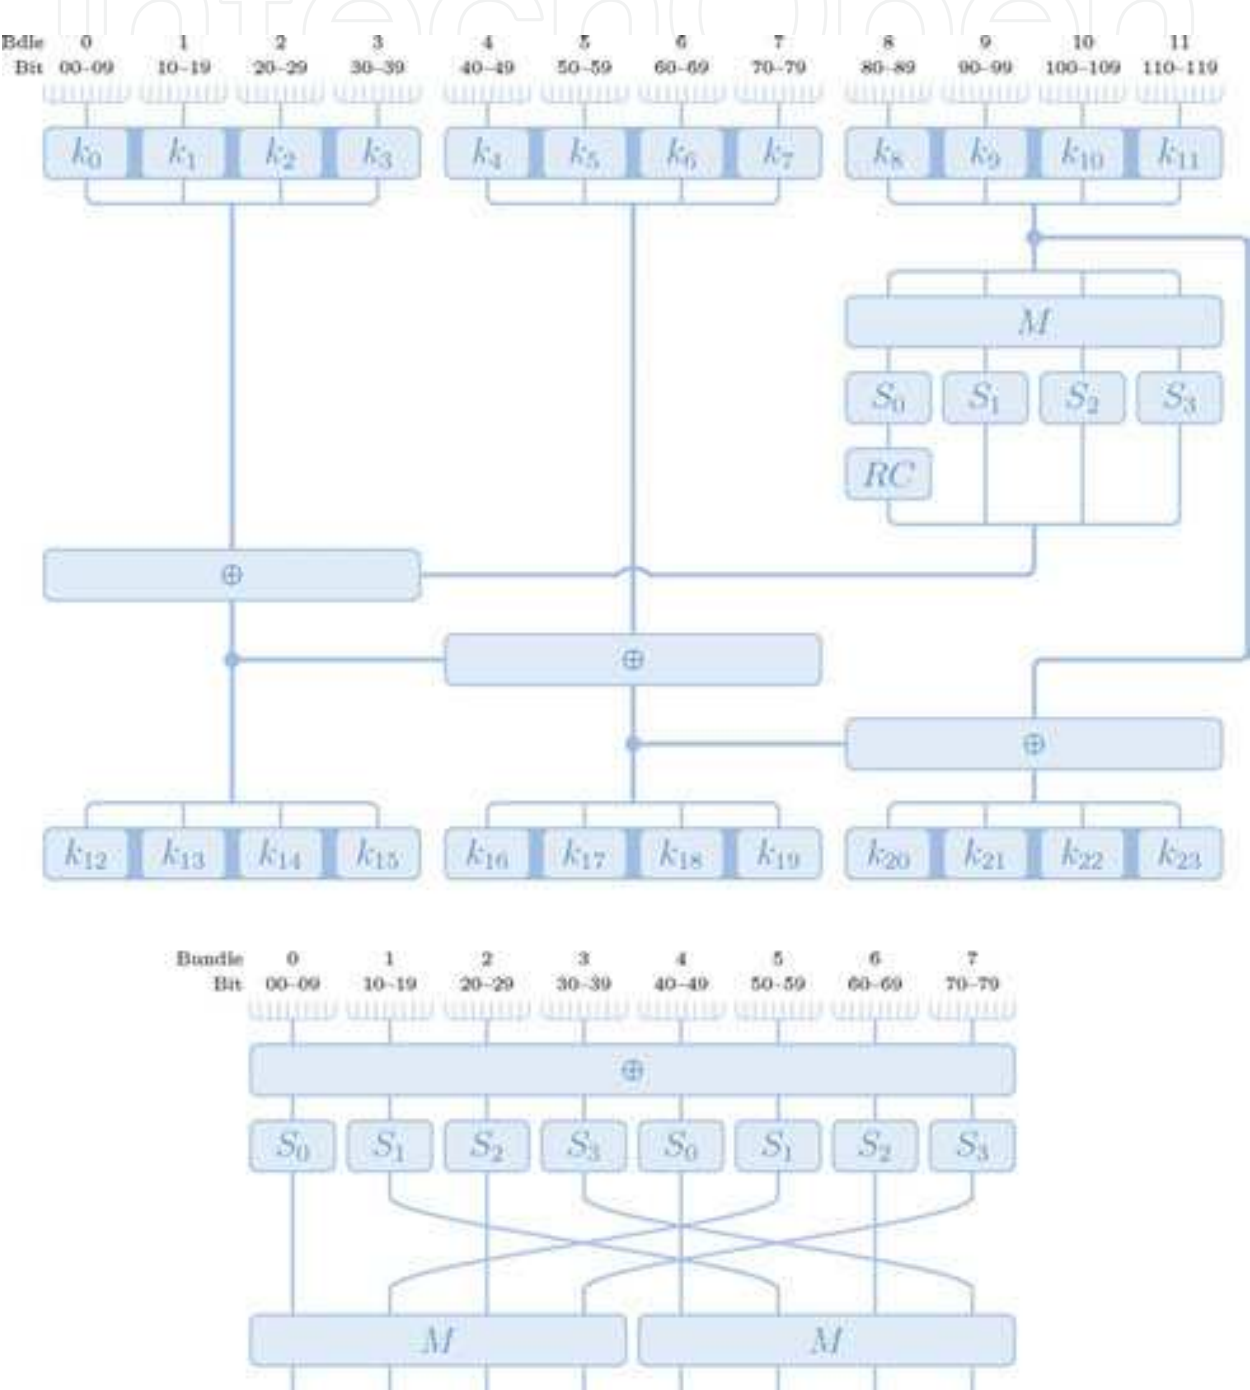 intechopen
Bdle 0 1 2 3 4 5 6 7 8 9 10 11
Bit 00–09 10–19 20–29 30–39 40–49 50–59 60–69 70–79 80–89 90–99 100–109 110–119
k0 k1 k2 k3 k4 k5 k6 k7 k8 k9 k10 k11
M
S0 S1 S2 S3
RC
⊕
⊕
⊕
k12 k13 k14 k15 k16 k17 k18 k19 k20 k21 k22 k23
Bundle 0 1 2 3 4 5 6 7
Bit 00–09 10–19 20–29 30–39 40–49 50–59 60–69 70–79
⊕
S0 S1 S2 S3 S0 S1 S2 S3
M M